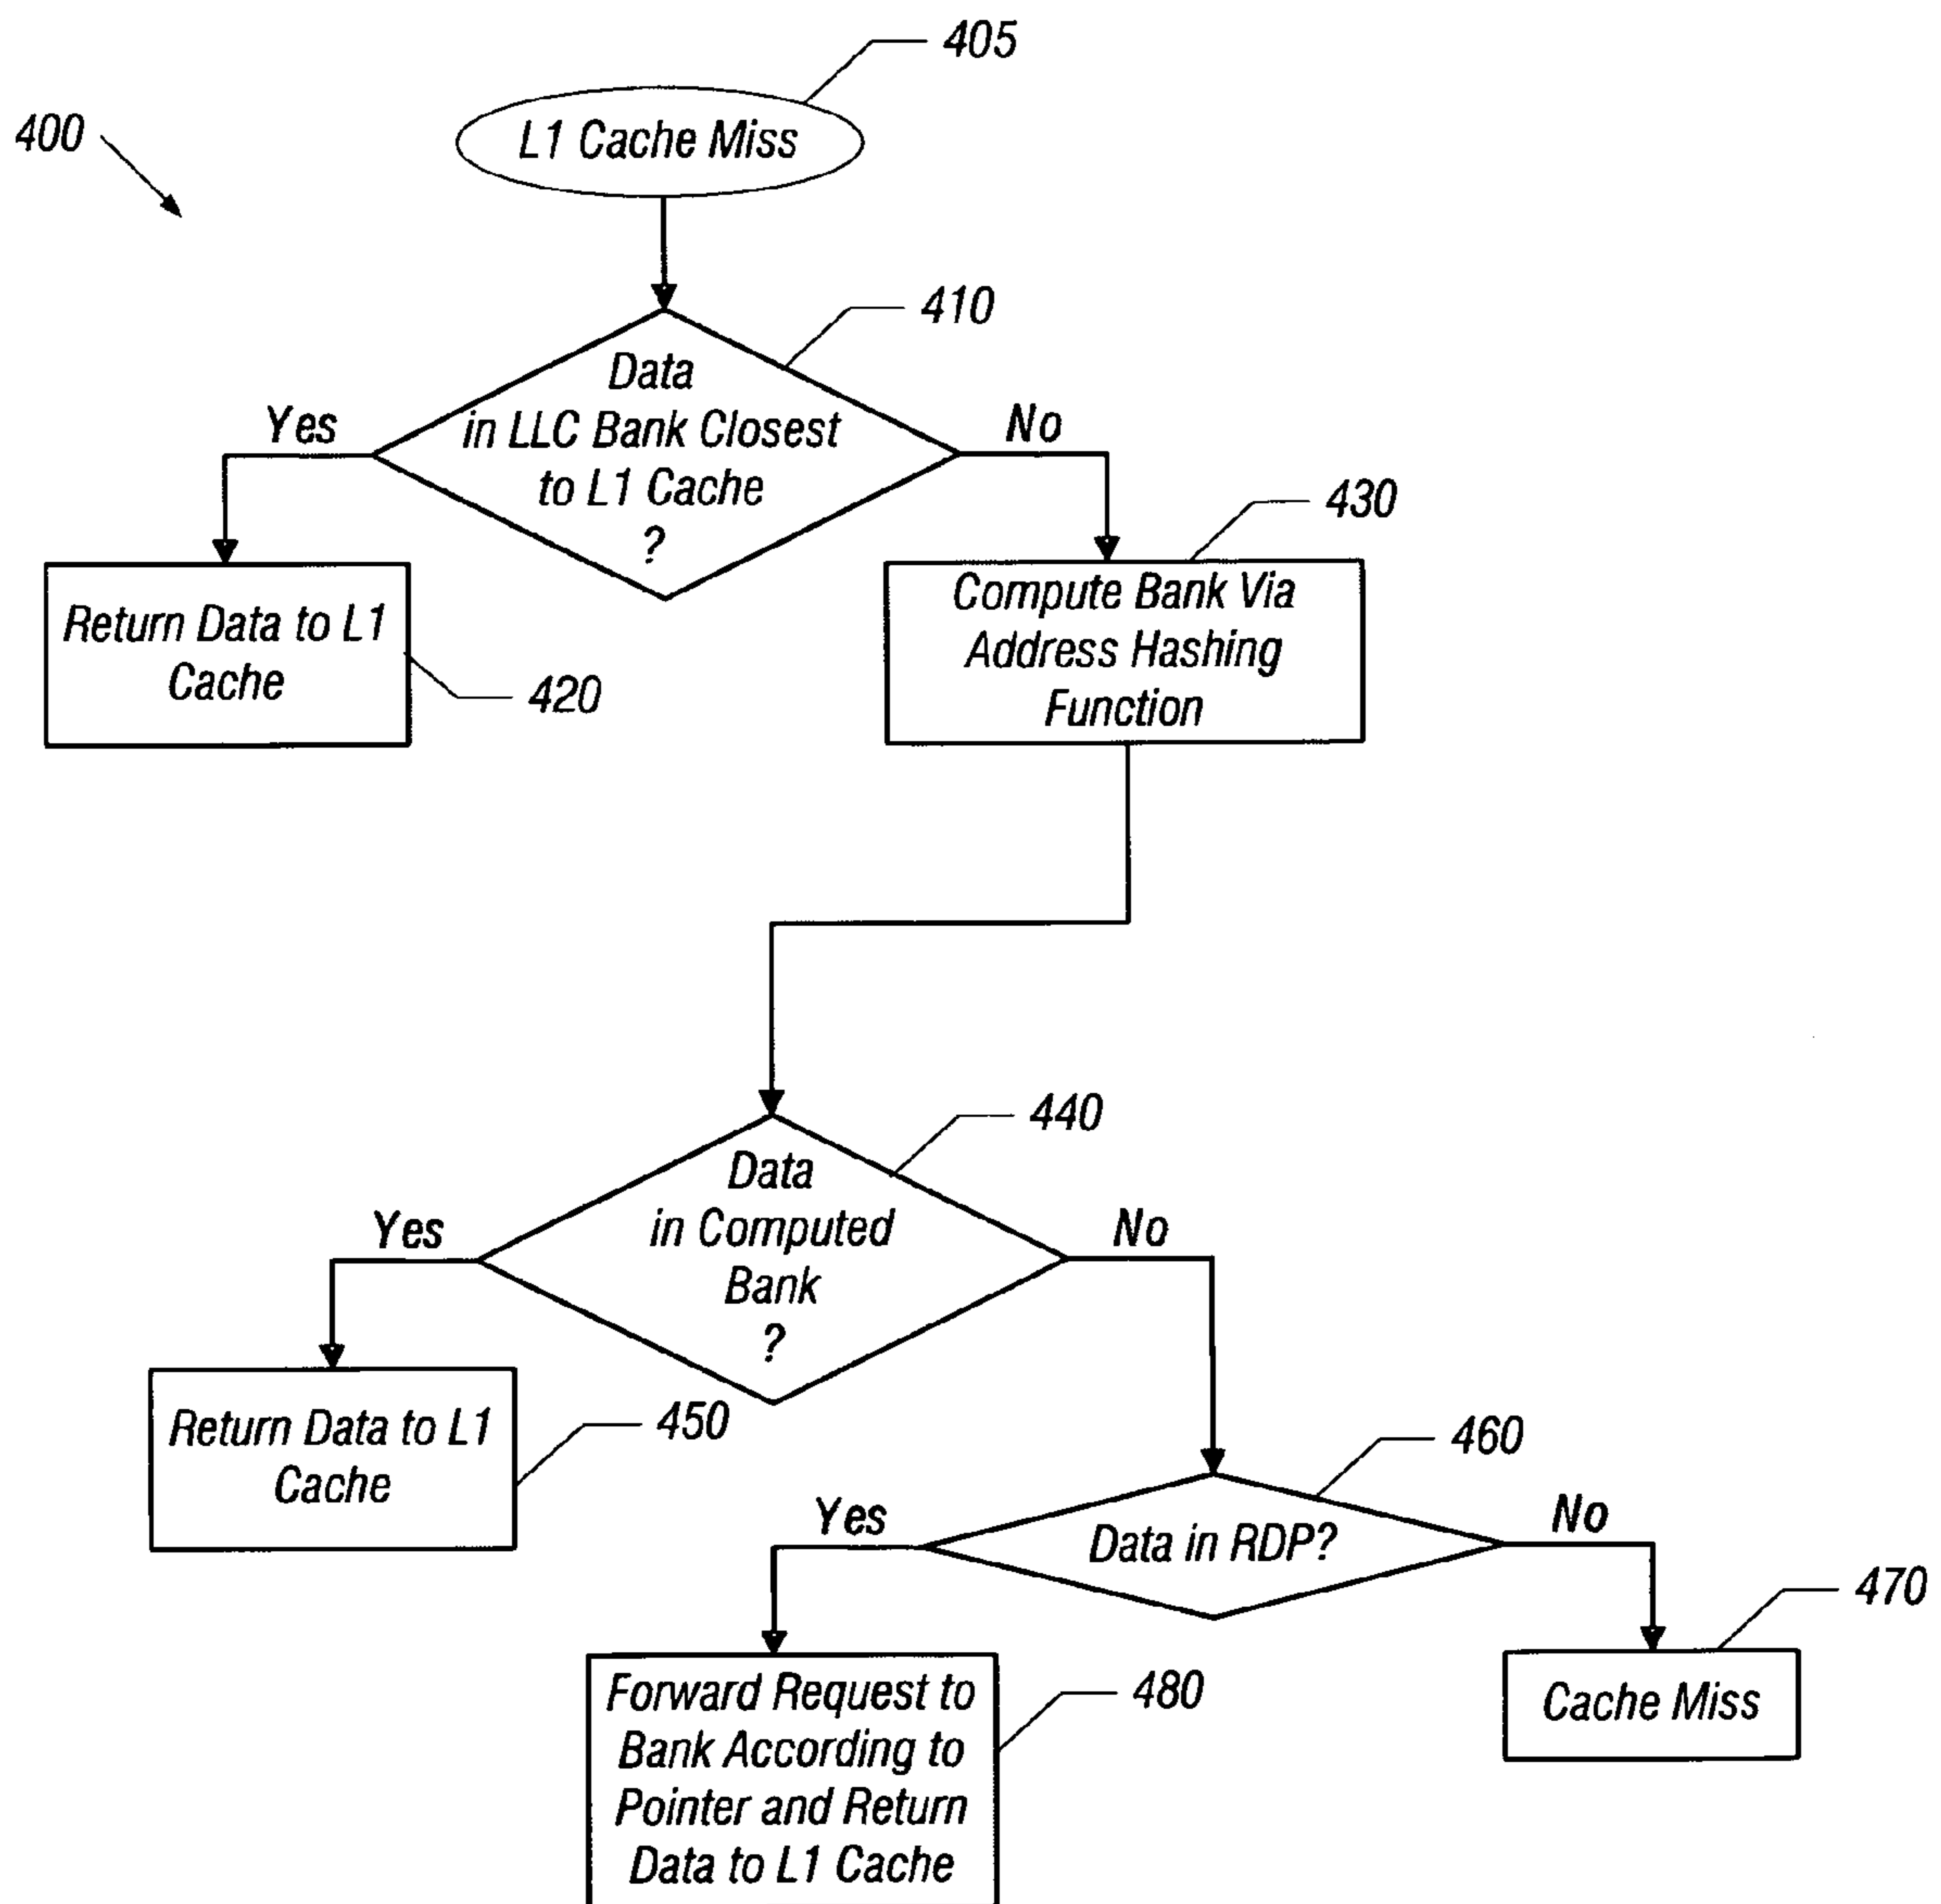 405
400
L1 Cache Miss
410
Data
in LLC Bank Closest
to L1 Cache
?
Yes
No
430
Return Data to L1
Cache
420
Compute Bank Via
Address Hashing
Function
440
Data
in Computed
Bank
?
Yes
No
450
Return Data to L1
Cache
460
Data in RDP?
Yes
No
470
Cache Miss
480
Forward Request to
Bank According to
Pointer and Return
Data to L1 Cache